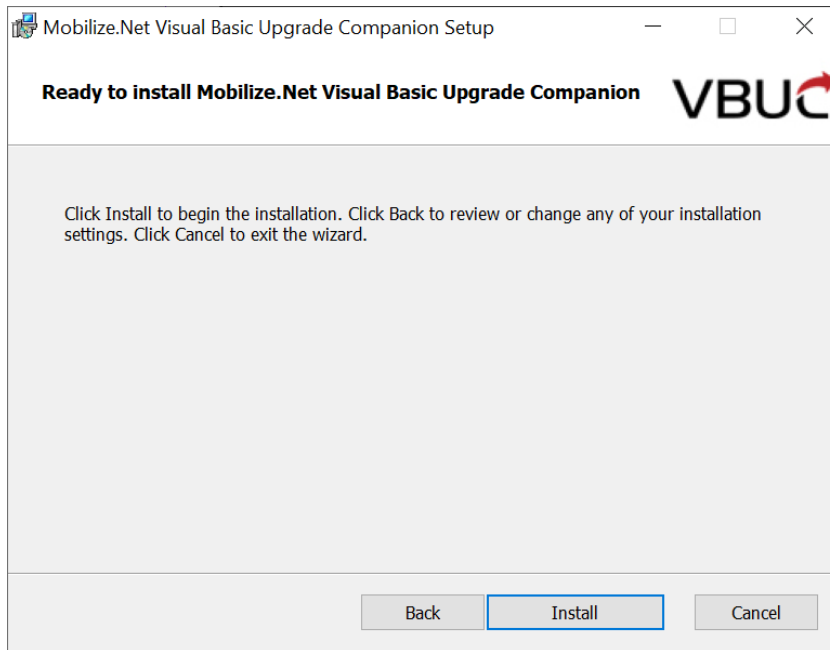 Mobilize.Net Visual Basic Upgrade Companion Setup
Ready to install Mobilize.Net Visual Basic Upgrade Companion
VBUC
Click Install to begin the installation. Click Back to review or change any of your installation
settings. Click Cancel to exit the wizard.
Back
Install
Cancel